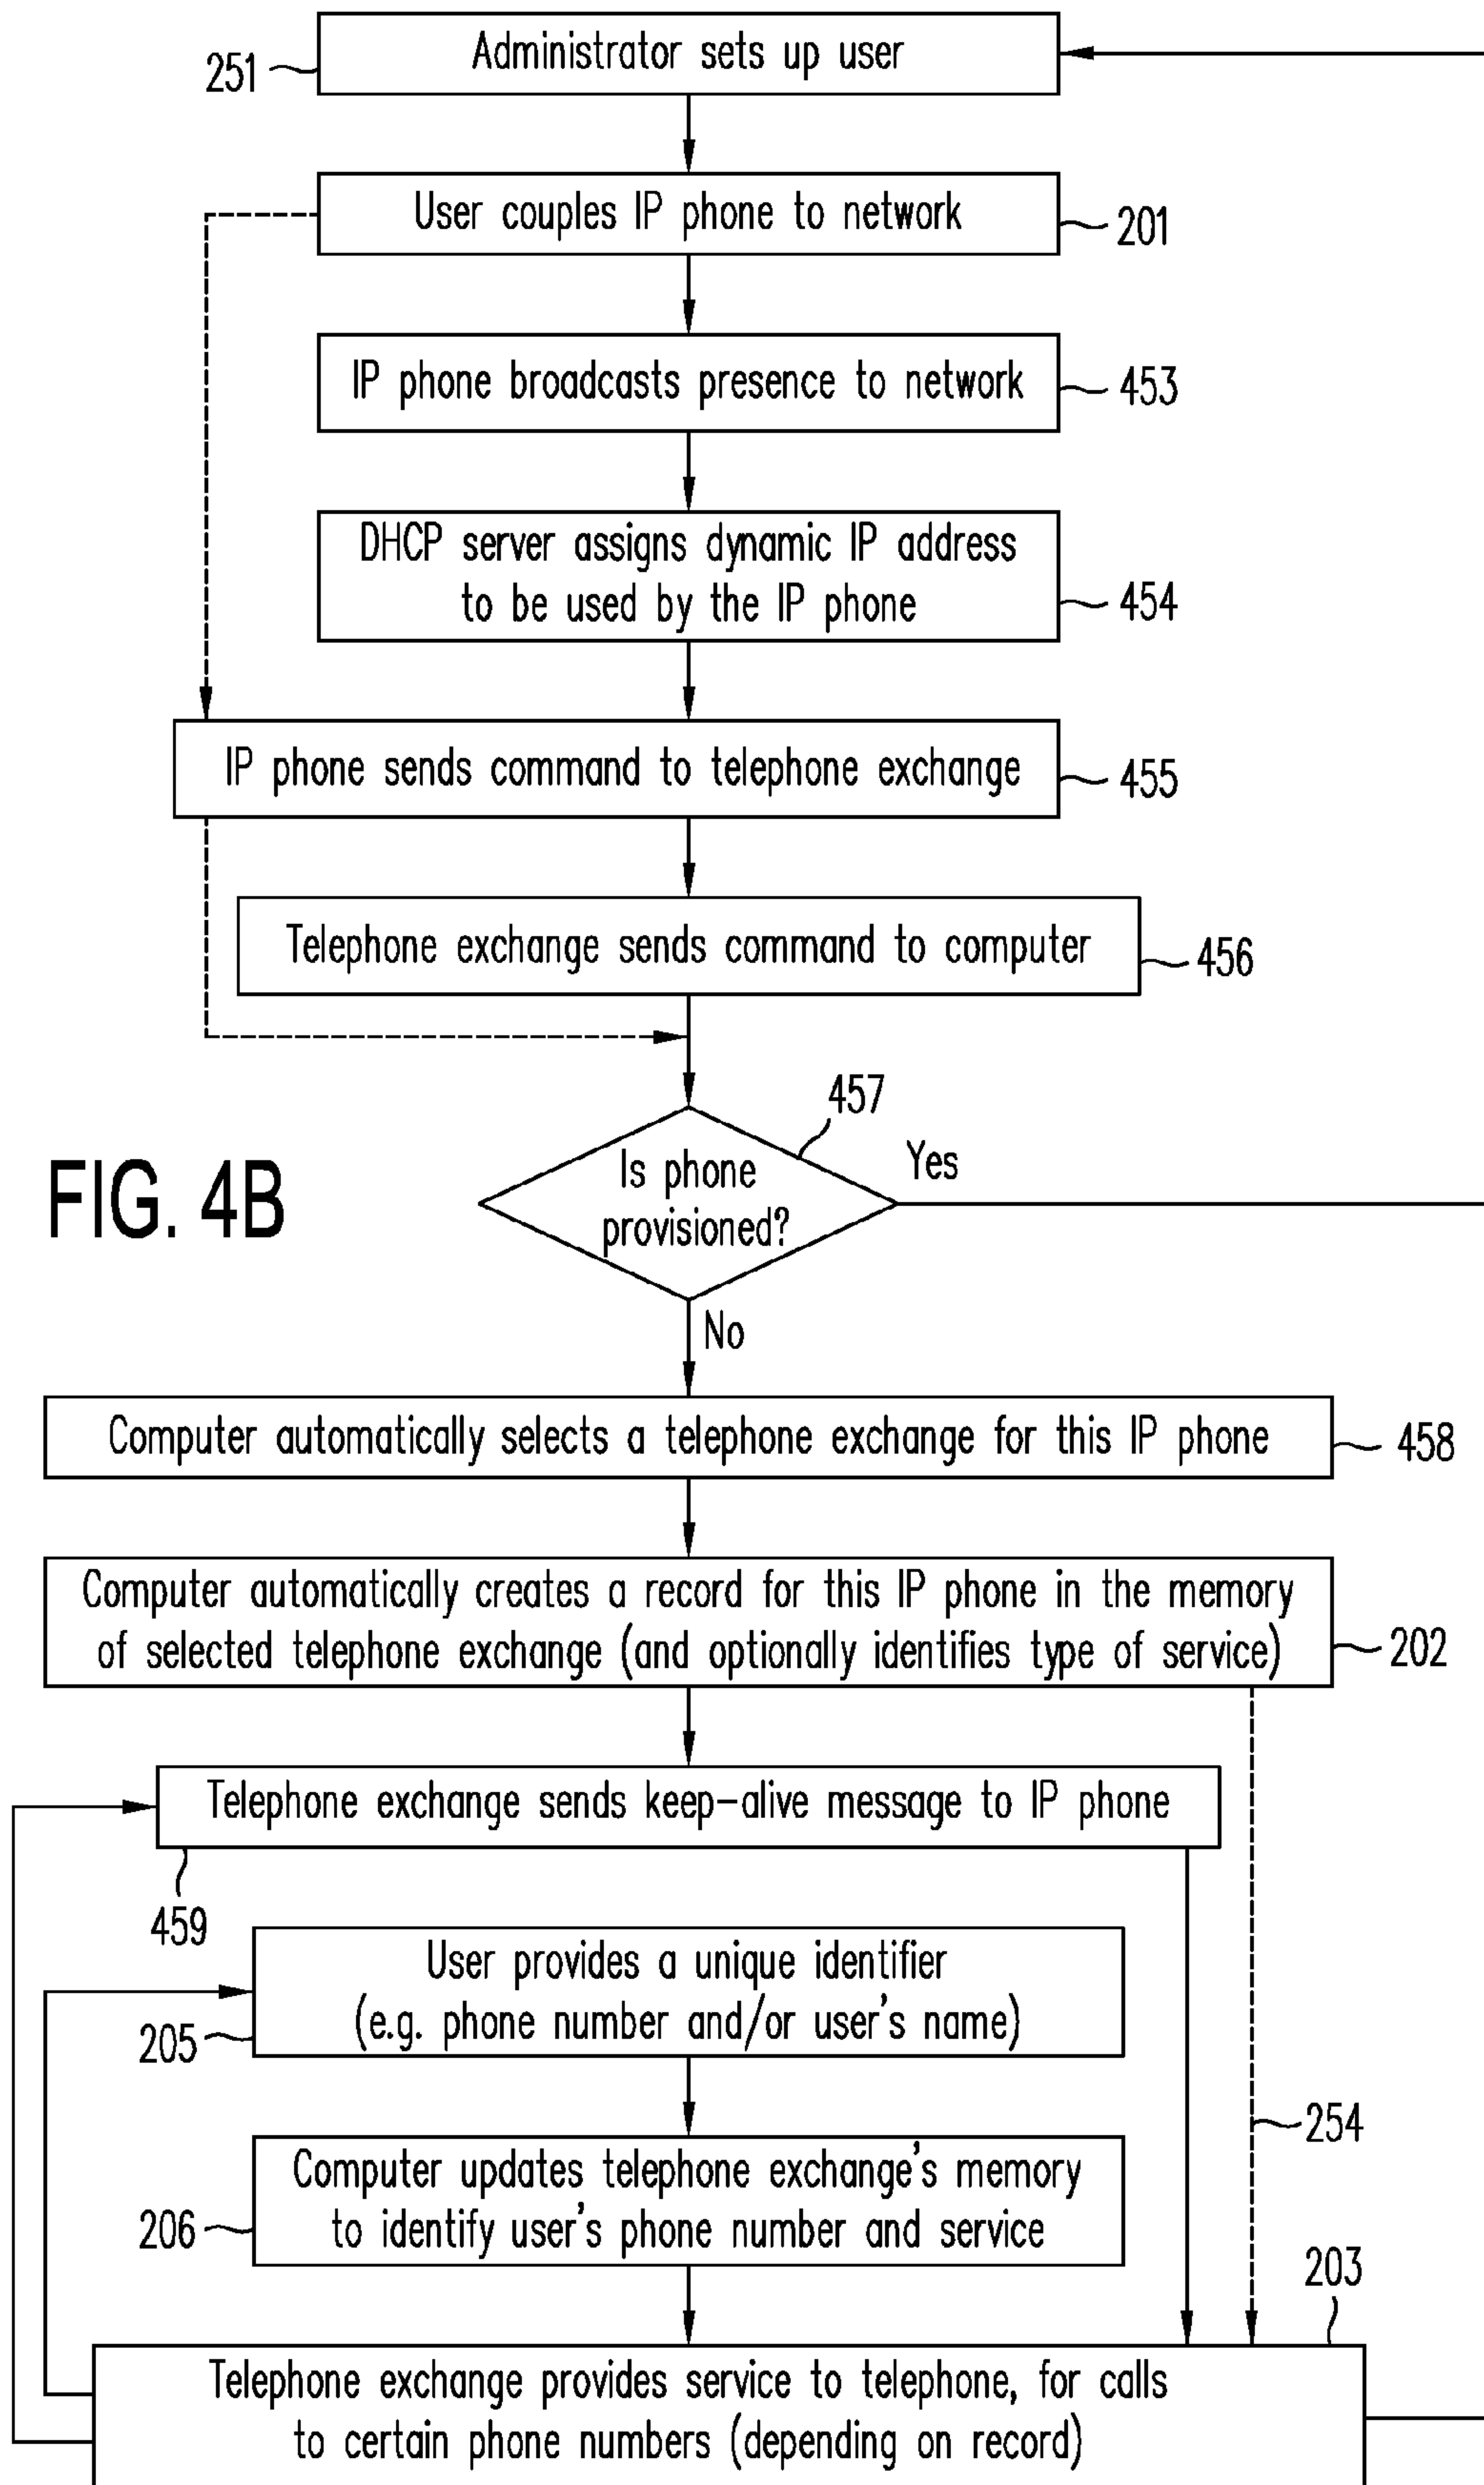 Administrator sets up user
251
User couples IP phone to network
201
IP phone broadcasts presence to network
453
DHCP server assigns dynamic IP address
to be used by the IP phone
454
IP phone sends command to telephone exchange
455
Telephone exchange sends command to computer
456
457
Is phone
provisioned?
Yes
FIG. 4B
No
Computer automatically selects a telephone exchange for this IP phone
458
Computer automatically creates a record for this IP phone in the memory
of selected telephone exchange (and optionally identifies type of service)
202
Telephone exchange sends keep-alive message to IP phone
459
User provides a unique identifier
(e.g. phone number and/or user's name)
205
254
Computer updates telephone exchange's memory
to identify user's phone number and service
206
203
Telephone exchange provides service to telephone, for calls
to certain phone numbers (depending on record)